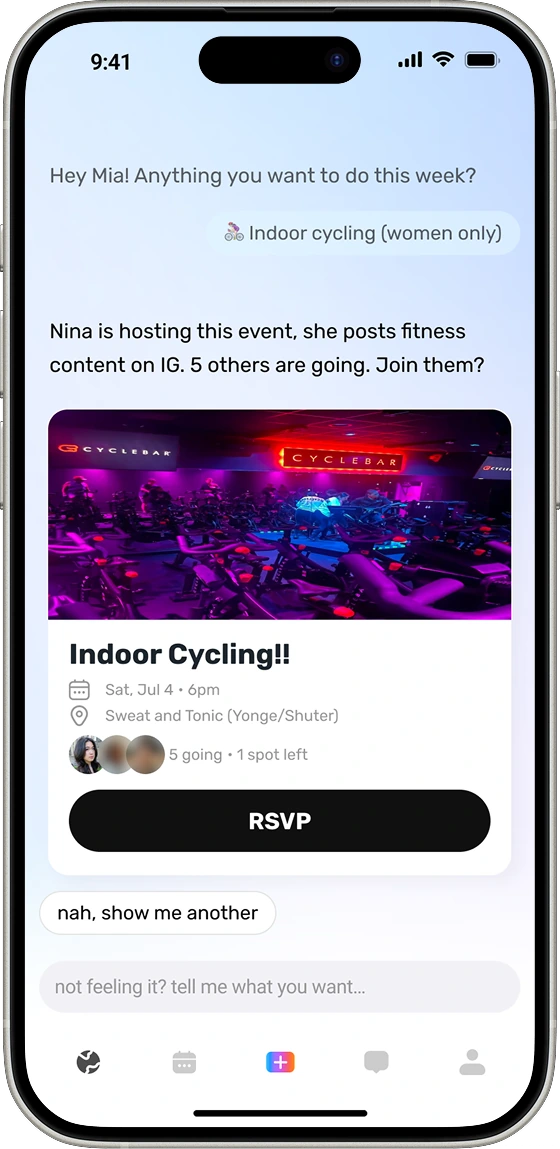 9:41
Hey Mia! Anything you want to do this week?
🚴🏻‍♀️ Indoor cycling (women only)
Nina is hosting this event, she posts fitness
content on IG. 5 others are going. Join them?
CYCLEBAR
CYCLEBAR
Indoor Cycling!!
Sat, Jul 4 • 6pm
Sweat and Tonic (Yonge/Shuter)
5 going • 1 spot left
RSVP
nah, show me another
not feeling it? tell me what you want...